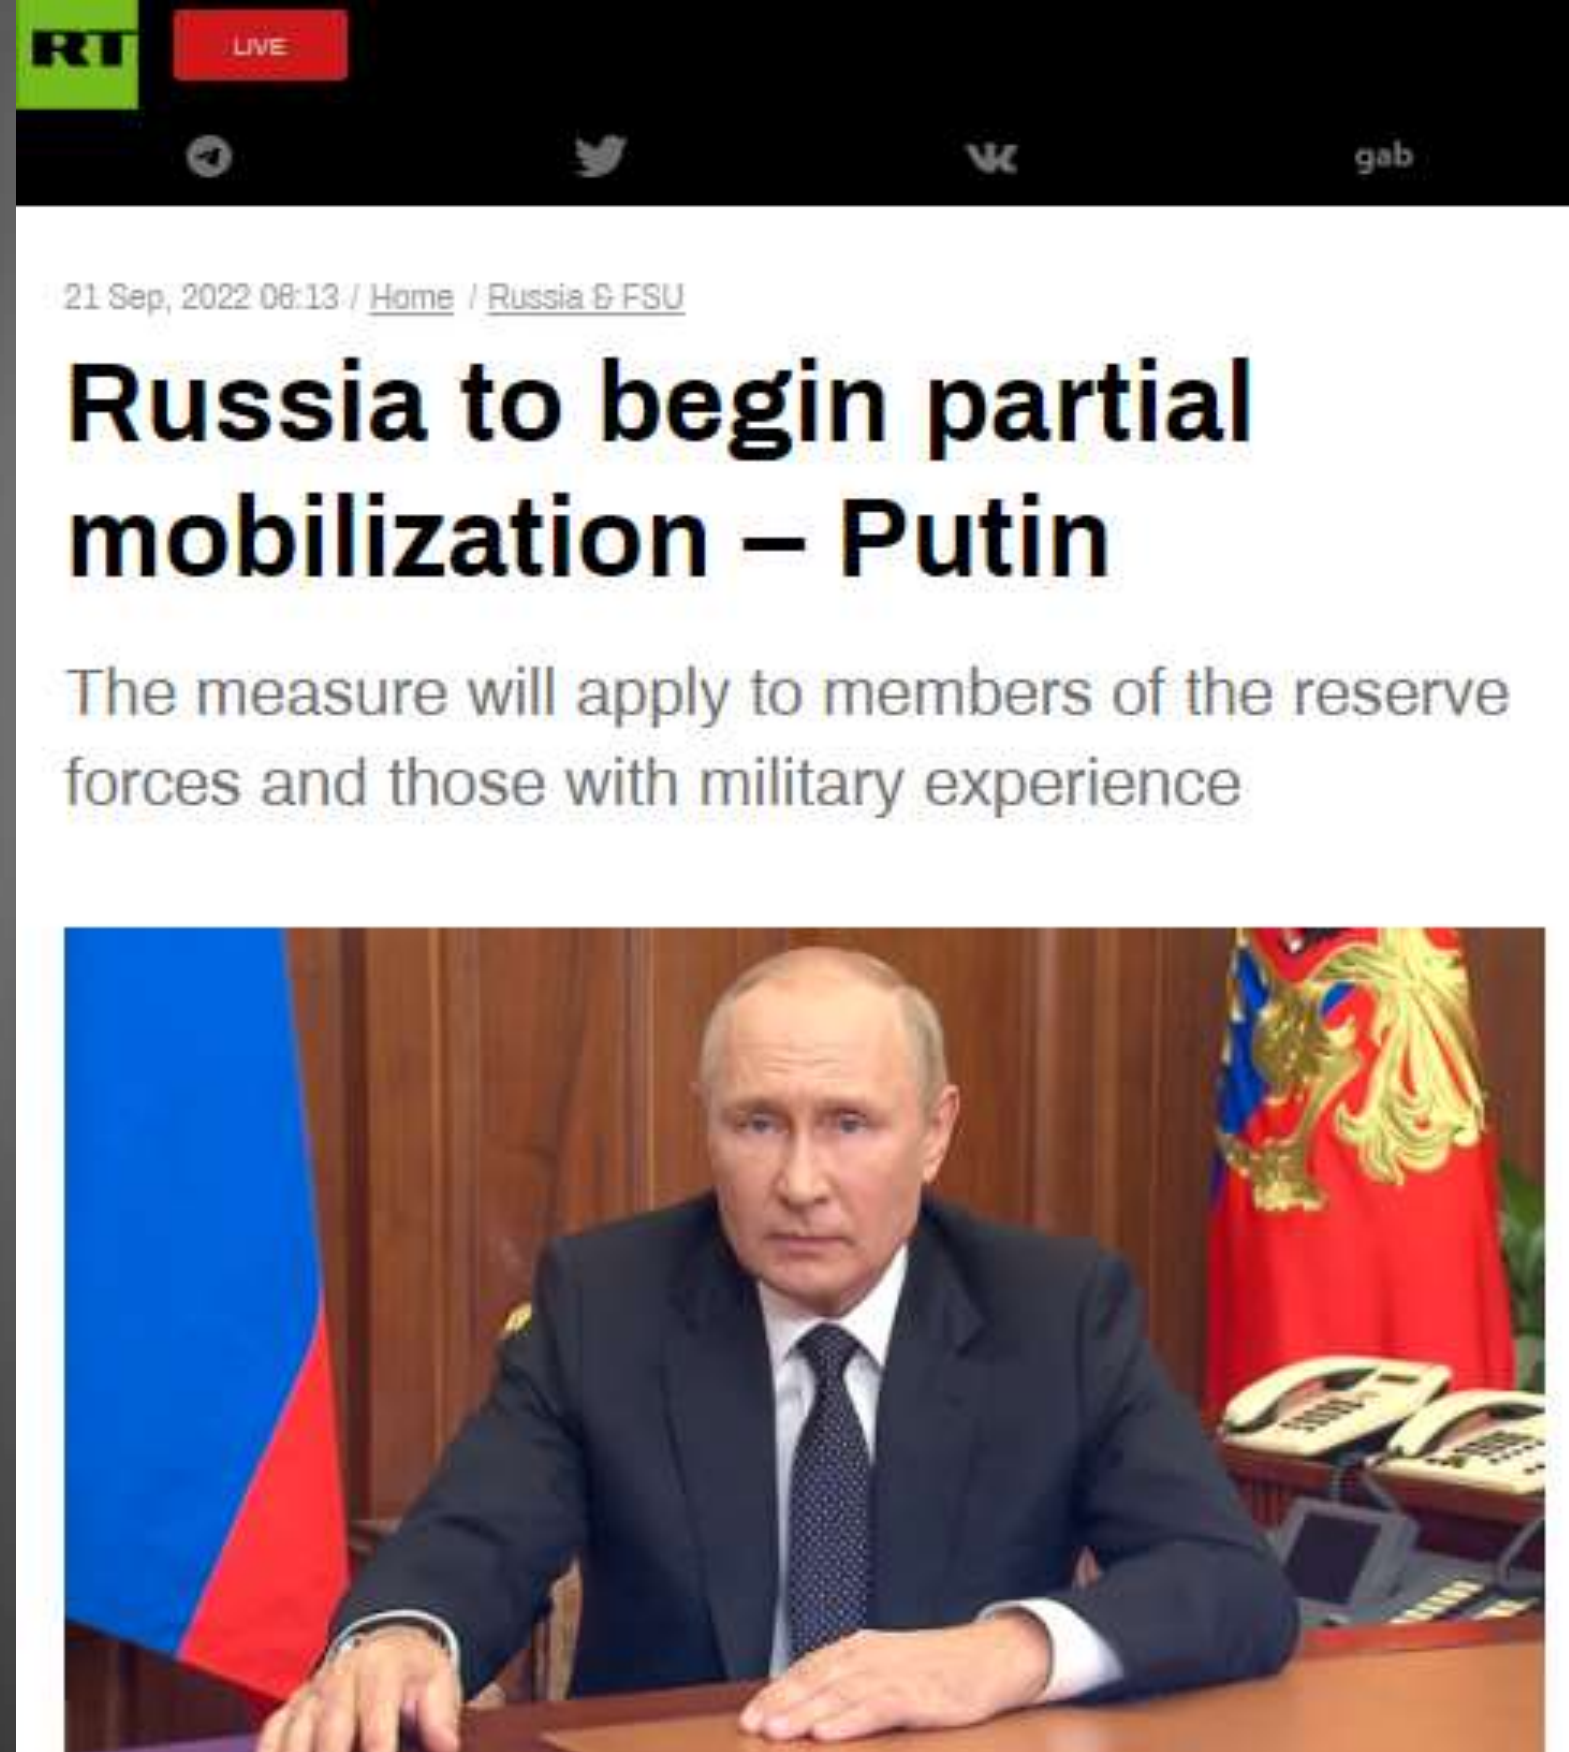 RT
LIVE
gab
21 Sep, 2022 06:13 / Home / Russia & FSU
Russia to begin partial
mobilization – Putin
The measure will apply to members of the reserve
forces and those with military experience